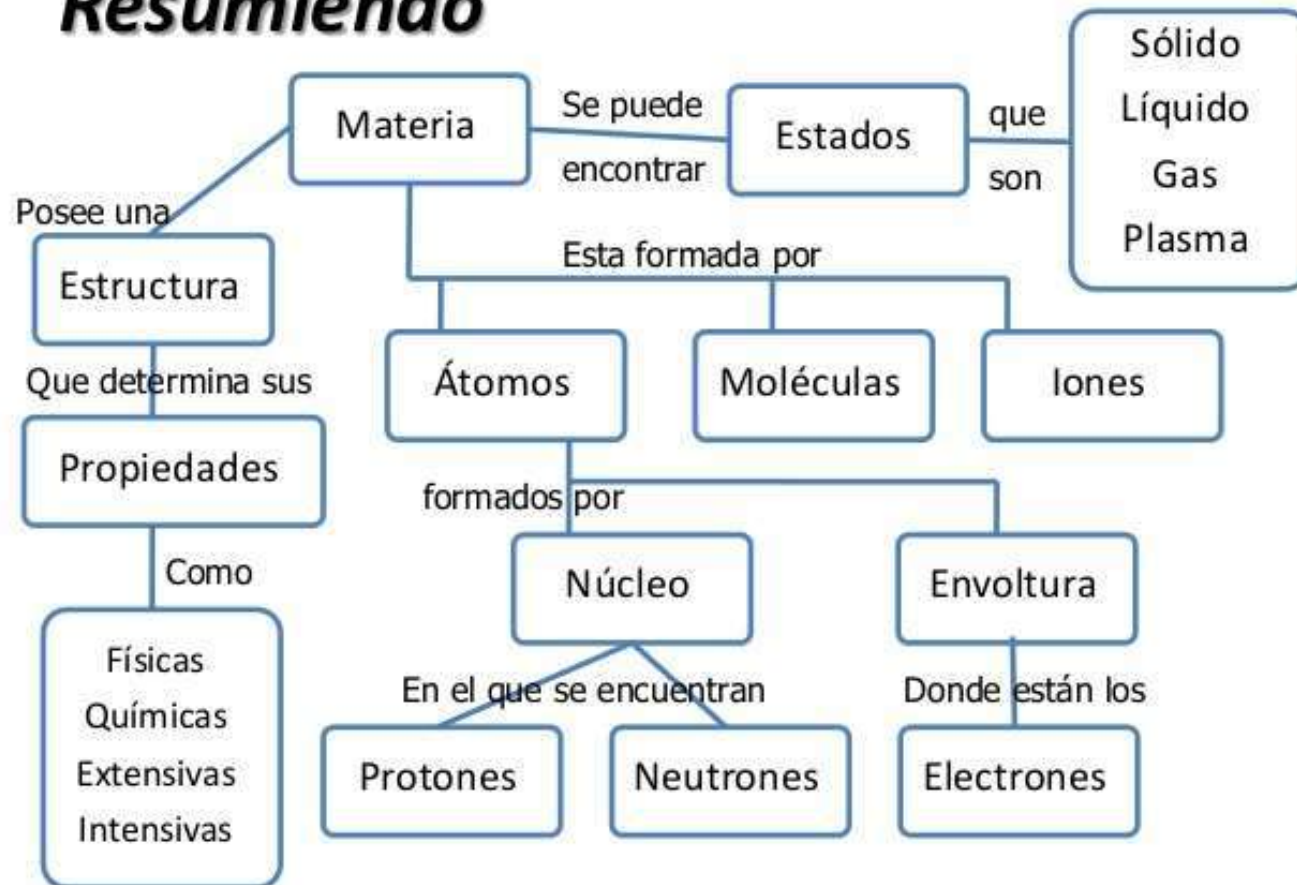 Resumiendo
Materia
Se puede
encontrar
Estados
que
son
Sólido
Líquido
Gas
Plasma
Posee una
Estructura
Que determina sus
Propiedades
Como
Físicas
Químicas
Extensivas
Intensivas
Esta formada por
Átomos
Moléculas
Iones
formados por
Núcleo
Envoltura
En el que se encuentran
Donde están los
Protones
Neutrones
Electrones